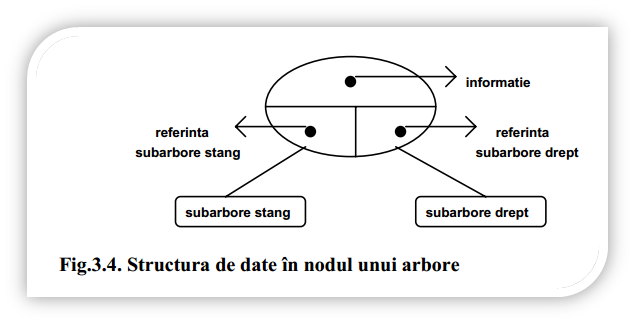 informatie
referinta
subarbore stang
referinta
subarbore drept
subarbore stang
subarbore drept
Fig.3.4. Structura de date în nodul unui arbore